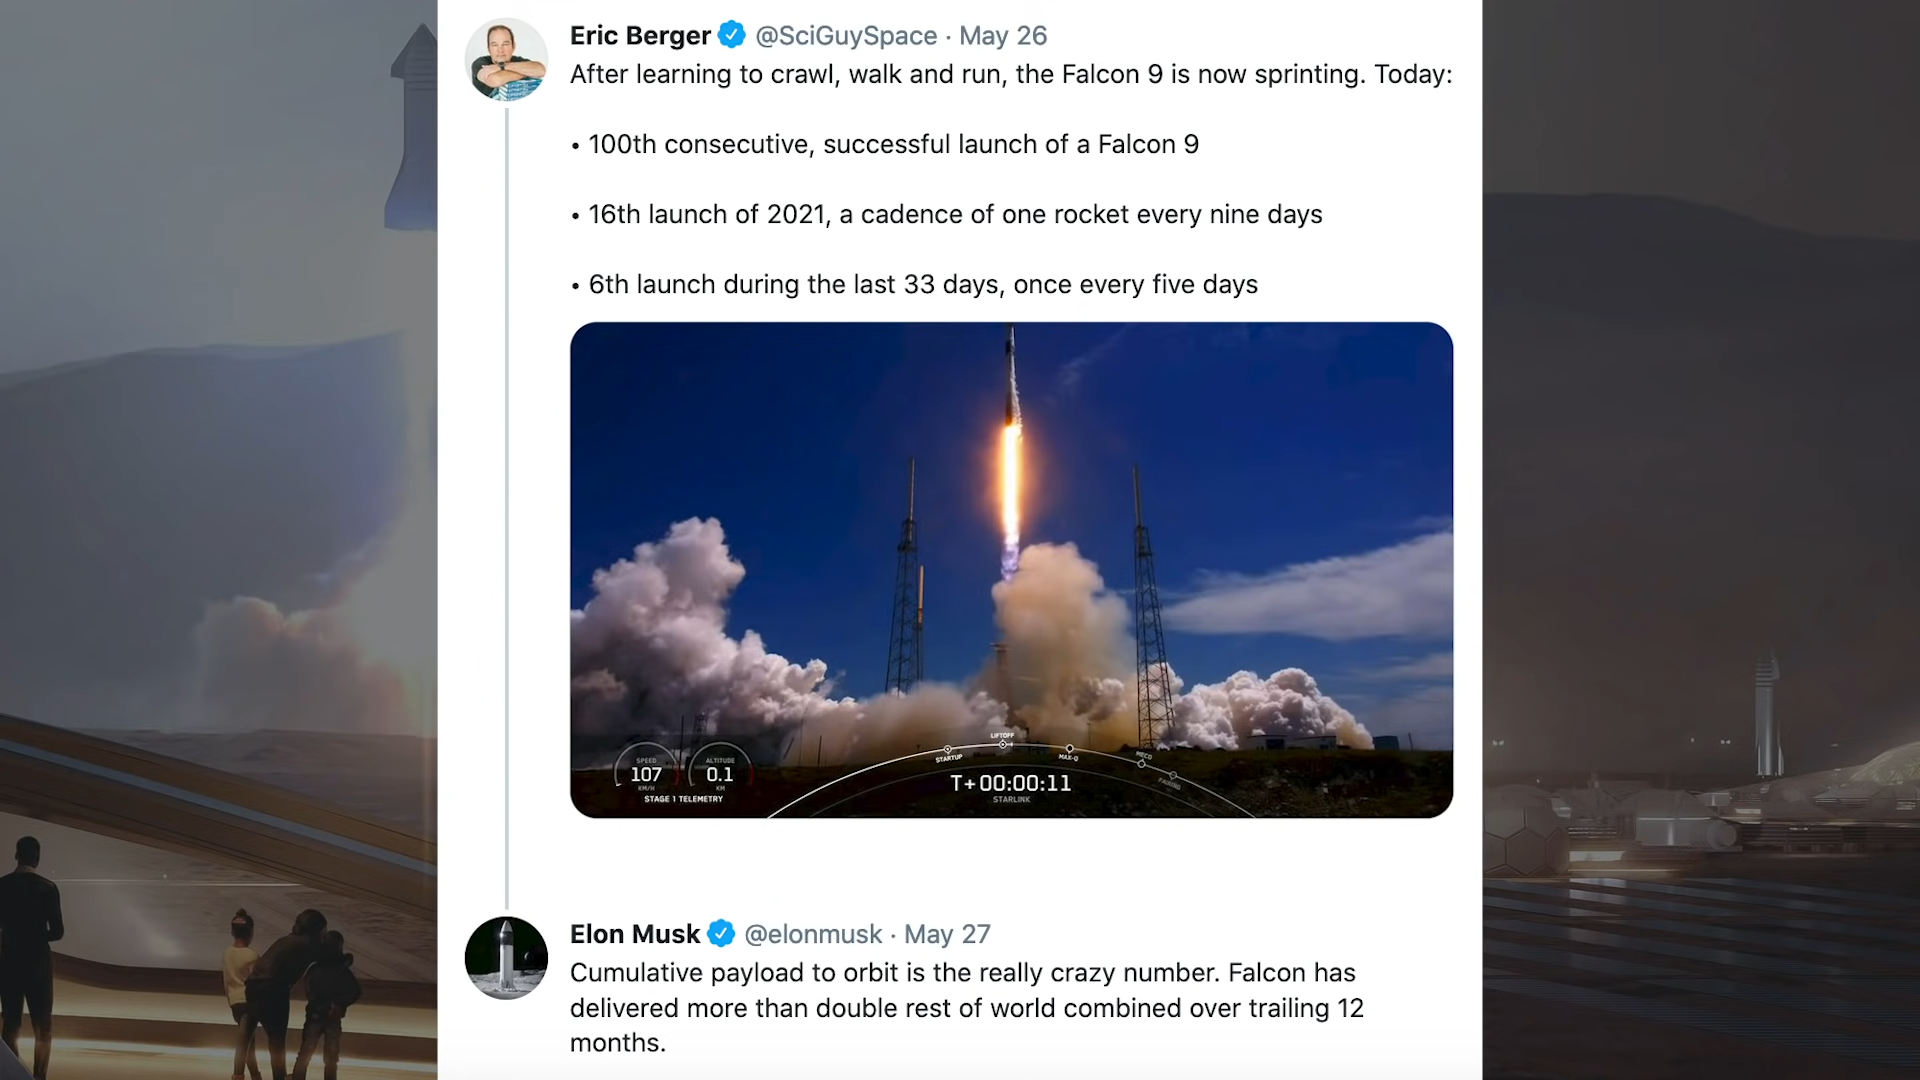 Eric Berger @SciGuySpace · May 26
After learning to crawl, walk and run, the Falcon 9 is now sprinting. Today:
• 100th consecutive, successful launch of a Falcon 9
• 16th launch of 2021, a cadence of one rocket every nine days
• 6th launch during the last 33 days, once every five days
LIFTOFF
STARTUP
MAX-Q
MECO
FAIRING
SPEED
107
KM/H
ALTITUDE
0.1
KM
STAGE 1 TELEMETRY
T+00:00:11
STARLINK
Elon Musk @elonmusk · May 27
Cumulative payload to orbit is the really crazy number. Falcon has
delivered more than double rest of world combined over trailing 12
months.